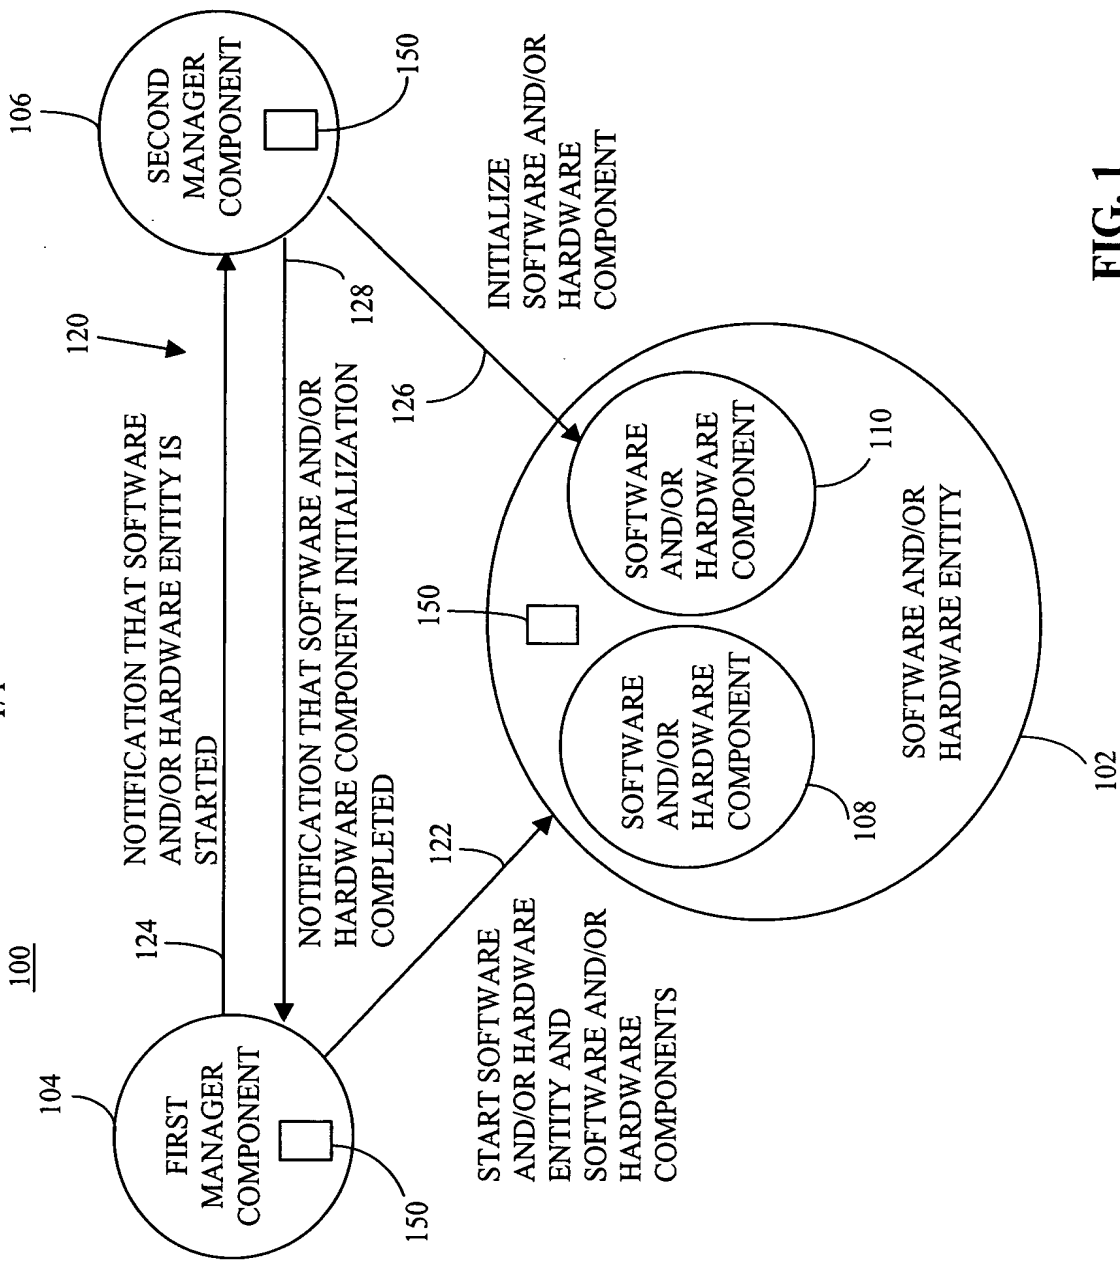 100
120
104
FIRST
MANAGER
COMPONENT
150
124
NOTIFICATION THAT SOFTWARE
AND/OR HARDWARE ENTITY IS
STARTED
106
SECOND
MANAGER
COMPONENT
150
128
NOTIFICATION THAT SOFTWARE AND/OR
HARDWARE COMPONENT INITIALIZATION
COMPLETED
122
START SOFTWARE
AND/OR HARDWARE
ENTITY AND
SOFTWARE AND/OR
HARDWARE
COMPONENTS
126
INITIALIZE
SOFTWARE AND/OR
HARDWARE
COMPONENT
150
SOFTWARE
AND/OR
HARDWARE
COMPONENT
108
SOFTWARE
AND/OR
HARDWARE
COMPONENT
110
SOFTWARE AND/OR
HARDWARE ENTITY
102
FIG. 1